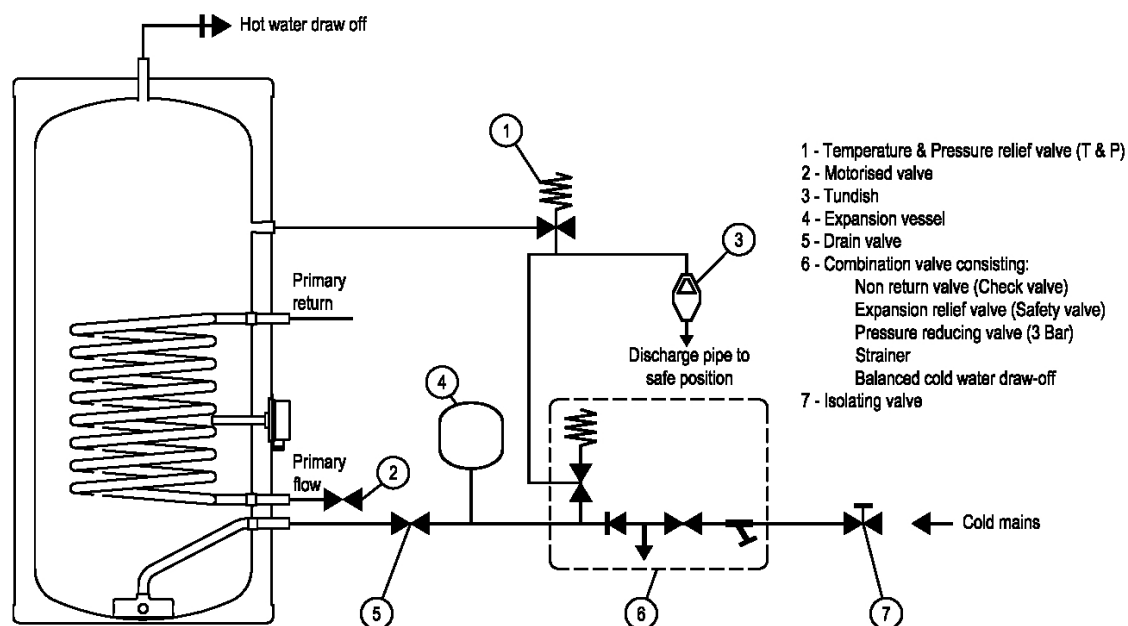 Hot water draw off
1
1 - Temperature & Pressure relief valve (T & P)
2 - Motorised valve
3 - Tundish
4 - Expansion vessel
5 - Drain valve
6 - Combination valve consisting:
Non return valve (Check valve)
Expansion relief valve (Safety valve)
Pressure reducing valve (3 Bar)
Strainer
Balanced cold water draw-off
7 - Isolating valve
3
Primary
return
Discharge pipe to
safe position
4
Primary
flow
2
Cold mains
5
6
7